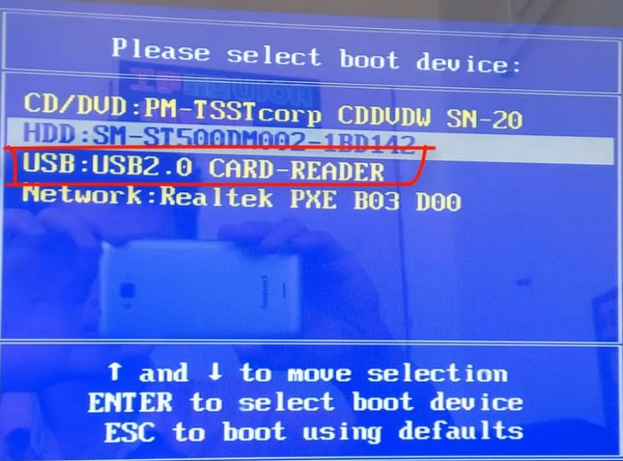 Please select boot device:
CD/DVD:PM-TSSTcorp CDDVDW SN-20
HDD:SM-ST500DM002-1BD142
USB:USB2.0 CARD-READER
Network:Realtek PXE B03 D00
↑ and ↓ to move selection
ENTER to select boot device
ESC to boot using defaults